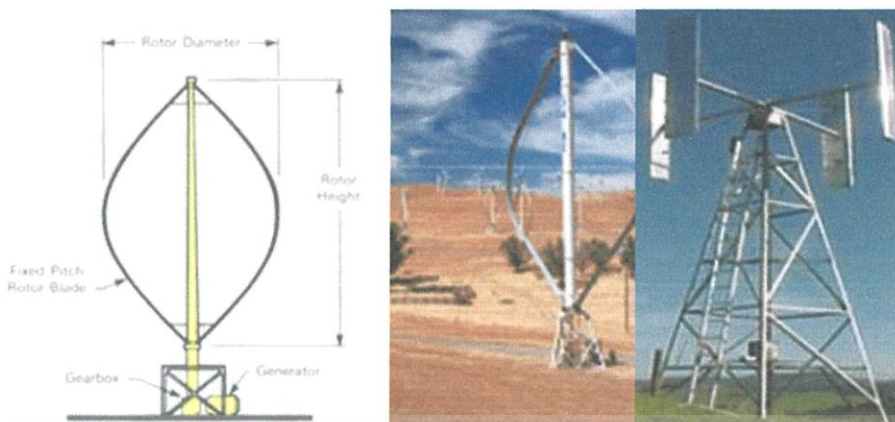 Rotor Diameter
Rotor
Height
Fixed Pitch
Rotor Blade
Gearbox
Generator